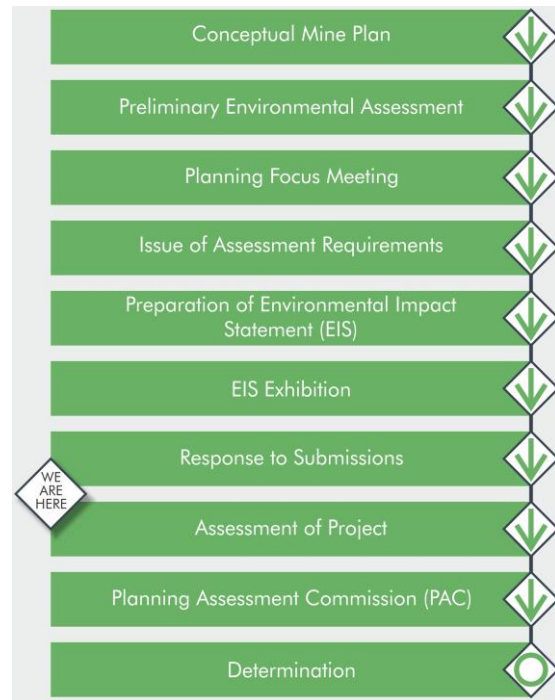 Conceptual Mine Plan
Preliminary Environmental Assessment
Planning Focus Meeting
Issue of Assessment Requirements
Preparation of Environmental Impact
Statement (EIS)
EIS Exhibition
Response to Submissions
WE
ARE
HERE
Assessment of Project
Planning Assessment Commission (PAC)
Determination